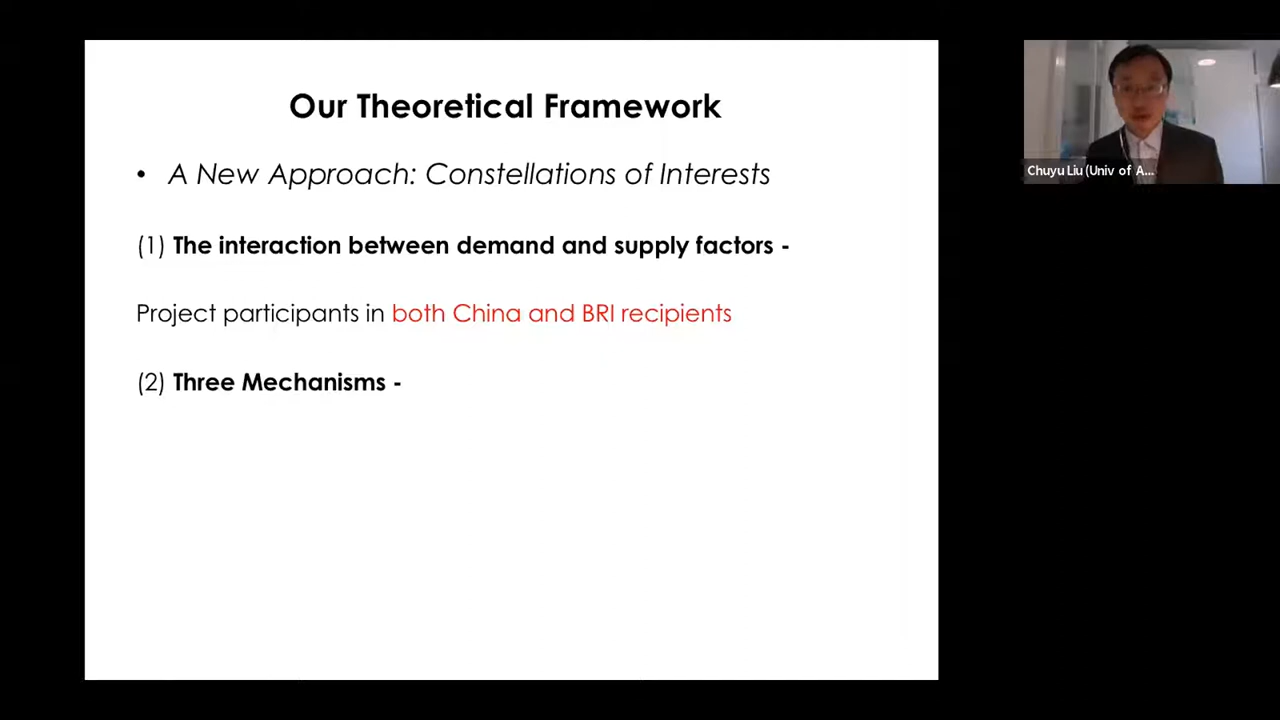 Our Theoretical Framework
• A New Approach: Constellations of Interests
(1) The interaction between demand and supply factors -
Project participants in both China and BRI recipients
(2) Three Mechanisms -
Chuyu Liu (Univ of A...